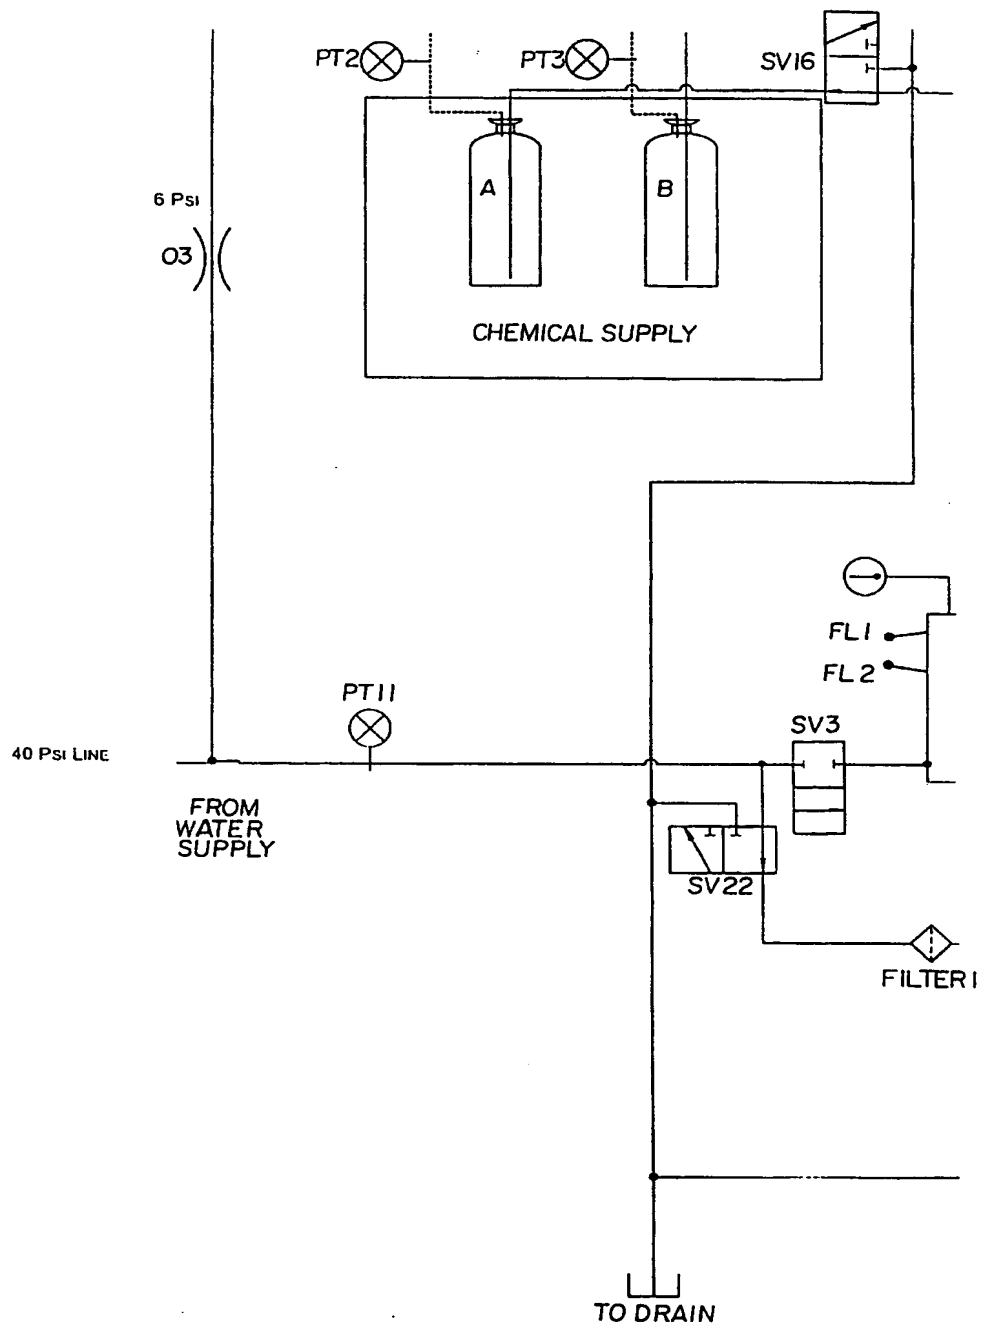 PT2
PT3
SV16
A
B
6 PSI
O3
CHEMICAL SUPPLY
FL1
FL2
PT11
SV3
40 PSI LINE
FROM
WATER
SUPPLY
SV22
FILTER1
TO DRAIN